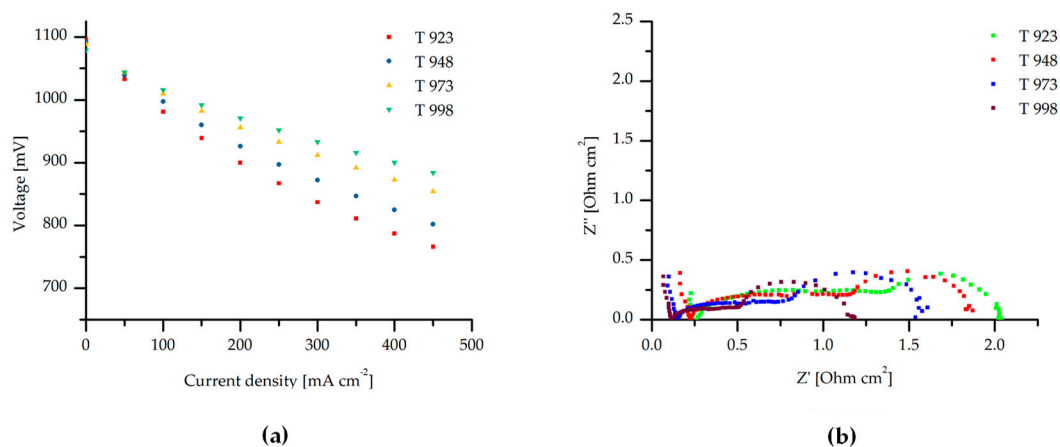 1100
1000
900
800
700
0
100
200
300
400
500
Voltage [mV]
Current density [mA cm⁻²]
T 923
T 948
T 973
T 998
(a)
2.5
2.0
1.5
1.0
0.5
0.0
0.0
0.5
1.0
1.5
2.0
Z'' [Ohm cm²]
Z' [Ohm cm²]
T 923
T 948
T 973
T 998
(b)